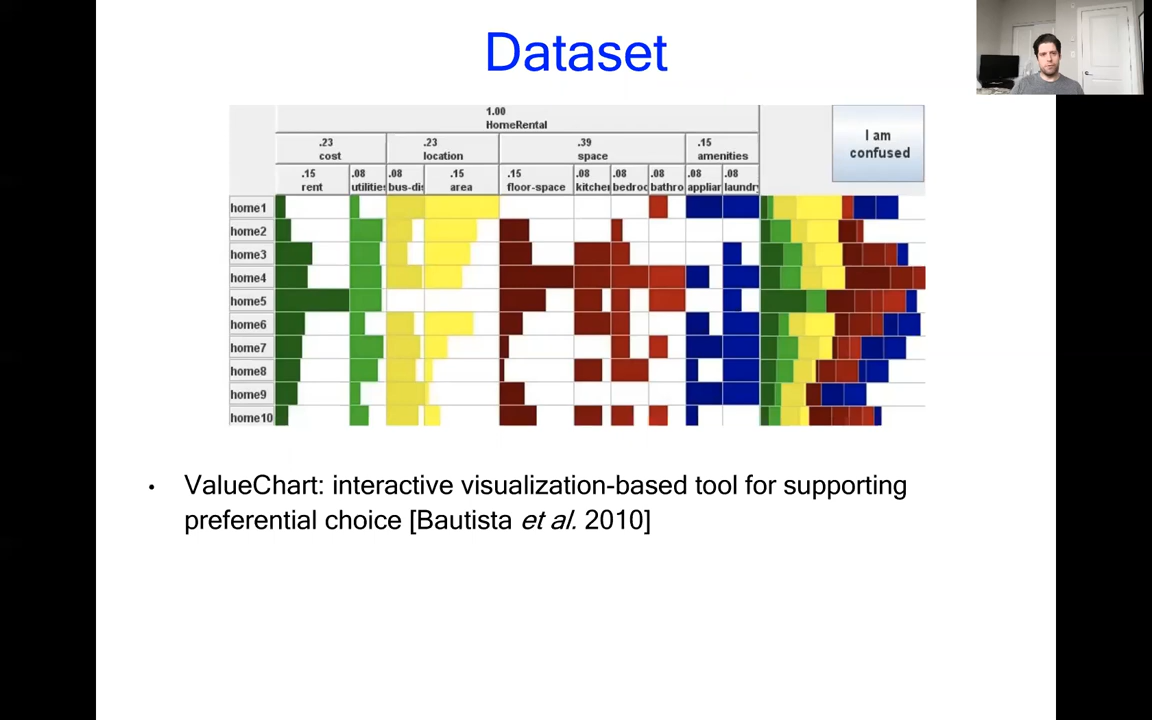 Dataset
1.00
HomeRental
.23 .23 .39 .15
cost location space amenities
.15 .08 .08 .15 .15 .08 .08 .08 .08 .08
rent utilities bus-di area floor-space kitche bedroo bathro applian laundr
I am
confused
home1
home2
home3
home4
home5
home6
home7
home8
home9
home10
• ValueChart: interactive visualization-based tool for supporting
preferential choice [Bautista et al. 2010]